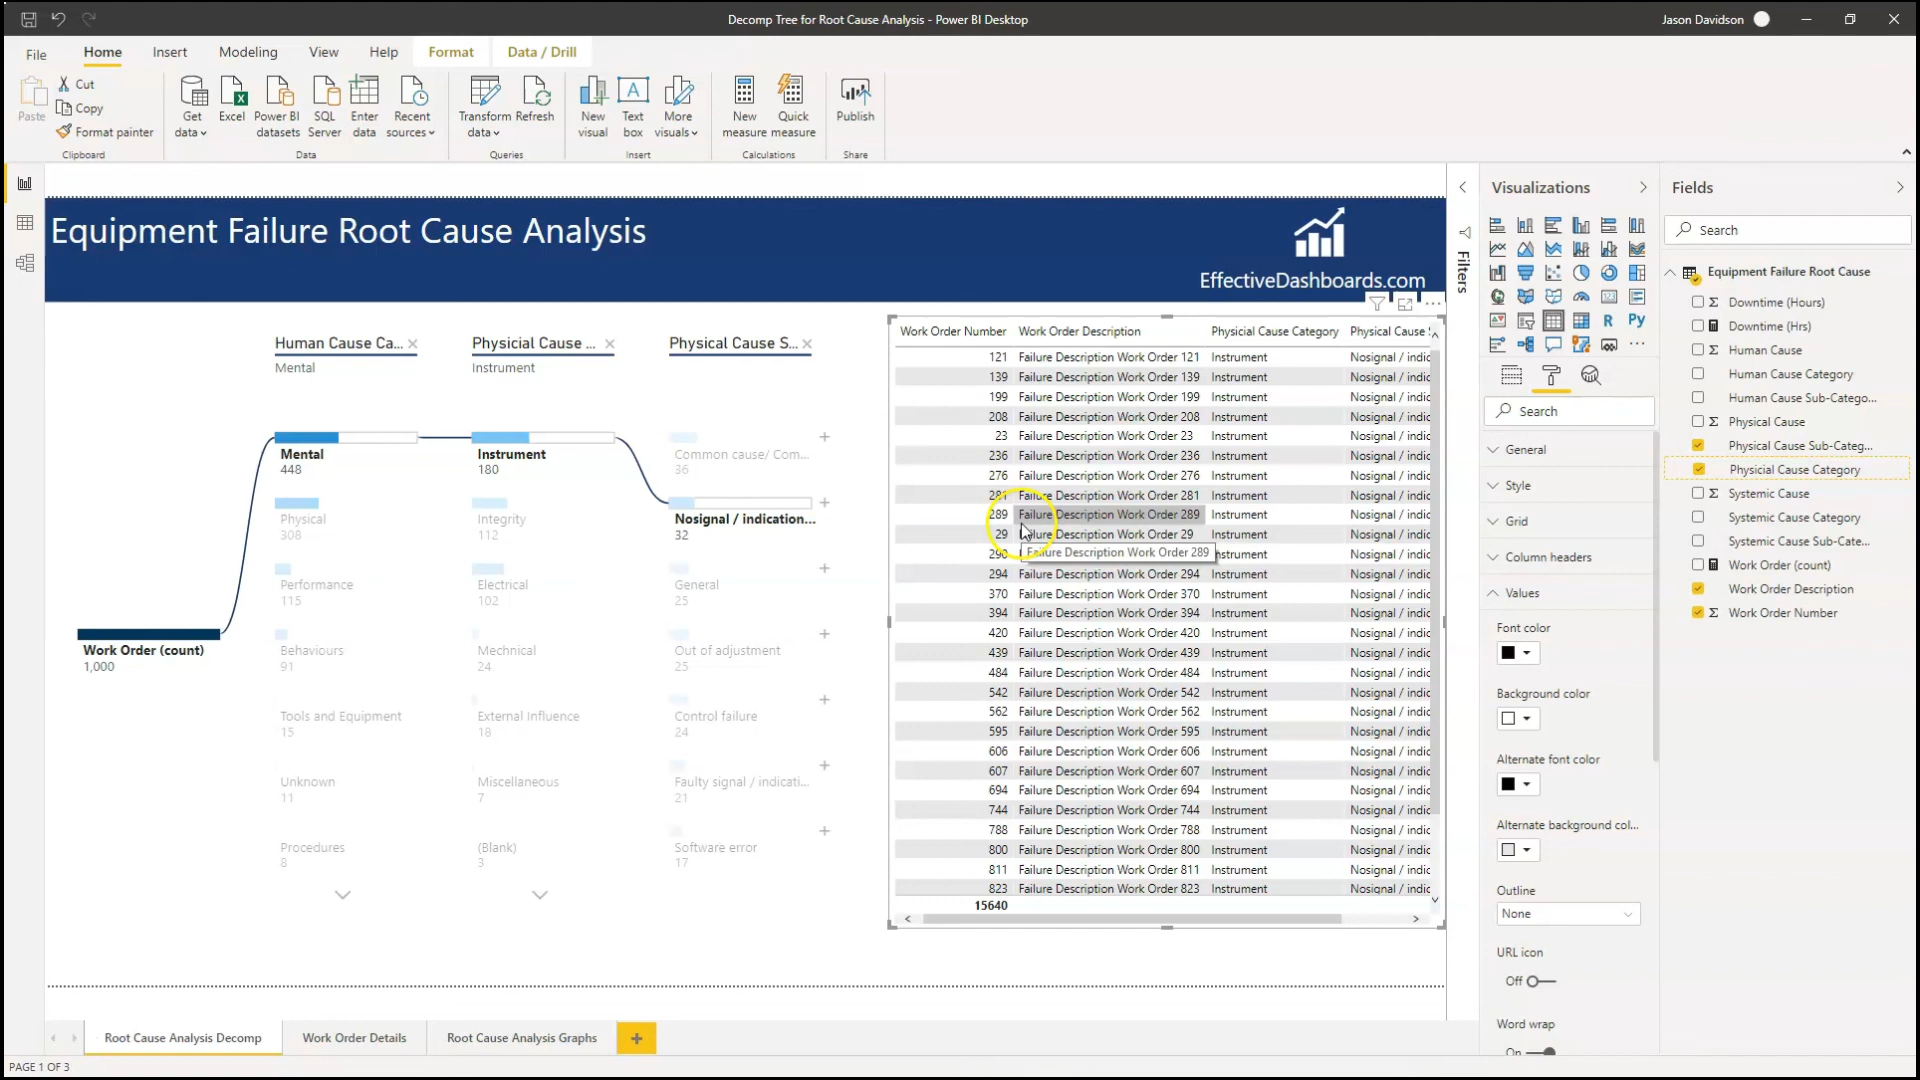 Decomp Tree for Root Cause Analysis - Power BI Desktop
Jason Davidson
File
Home
Insert
Modeling
View
Help
Format
Data / Drill
Paste
Cut
Copy
Format painter
Clipboard
Get data
Excel
Power BI datasets
SQL Server
Enter data
Recent sources
Data
Transform data
Refresh
Queries
New visual
Text box
More visuals
Insert
New measure
Quick measure
Calculations
Publish
Share
Equipment Failure Root Cause Analysis
EffectiveDashboards.com
Human Cause Ca...
Mental
Physicial Cause ...
Instrument
Physical Cause S...
Work Order (count)
1,000
Mental
448
Physical
308
Performance
115
Behaviours
91
Tools and Equipment
15
Unknown
11
Procedures
8
Instrument
180
Integrity
112
Electrical
102
Mechnical
24
External Influence
18
Miscellaneous
7
(Blank)
3
Common cause/ Com...
36
Nosignal / indication...
32
General
25
Out of adjustment
25
Control failure
24
Faulty signal / indicati...
21
Software error
17
Work Order Number Work Order Description Physicial Cause Category Physical Cause
121 Failure Description Work Order 121 Instrument Nosignal / indic
139 Failure Description Work Order 139 Instrument Nosignal / indic
199 Failure Description Work Order 199 Instrument Nosignal / indic
208 Failure Description Work Order 208 Instrument Nosignal / indic
23 Failure Description Work Order 23 Instrument Nosignal / indic
236 Failure Description Work Order 236 Instrument Nosignal / indic
276 Failure Description Work Order 276 Instrument Nosignal / indic
281 Failure Description Work Order 281 Instrument Nosignal / indic
289 Failure Description Work Order 289 Instrument Nosignal / indic
29 Failure Description Work Order 29 Instrument Nosignal / indic
290 Failure Description Work Order 289 Instrument Nosignal / indic
294 Failure Description Work Order 294 Instrument Nosignal / indic
370 Failure Description Work Order 370 Instrument Nosignal / indic
394 Failure Description Work Order 394 Instrument Nosignal / indic
420 Failure Description Work Order 420 Instrument Nosignal / indic
439 Failure Description Work Order 439 Instrument Nosignal / indic
484 Failure Description Work Order 484 Instrument Nosignal / indic
542 Failure Description Work Order 542 Instrument Nosignal / indic
562 Failure Description Work Order 562 Instrument Nosignal / indic
595 Failure Description Work Order 595 Instrument Nosignal / indic
606 Failure Description Work Order 606 Instrument Nosignal / indic
607 Failure Description Work Order 607 Instrument Nosignal / indic
694 Failure Description Work Order 694 Instrument Nosignal / indic
744 Failure Description Work Order 744 Instrument Nosignal / indic
788 Failure Description Work Order 788 Instrument Nosignal / indic
800 Failure Description Work Order 800 Instrument Nosignal / indic
811 Failure Description Work Order 811 Instrument Nosignal / indic
823 Failure Description Work Order 823 Instrument Nosignal / indic
15640
Filters
Visualizations
R
Py
Search
General
Style
Grid
Column headers
Values
Font color
Background color
Alternate font color
Alternate background col...
Outline
None
URL icon
Off
Word wrap
On
Fields
Search
Equipment Failure Root Cause
Downtime (Hours)
Downtime (Hrs)
Human Cause
Human Cause Category
Human Cause Sub-Catego...
Physical Cause
Physical Cause Sub-Categ...
Physicial Cause Category
Systemic Cause
Systemic Cause Category
Systemic Cause Sub-Cate...
Work Order (count)
Work Order Description
Work Order Number
Root Cause Analysis Decomp
Work Order Details
Root Cause Analysis Graphs
PAGE 1 OF 3